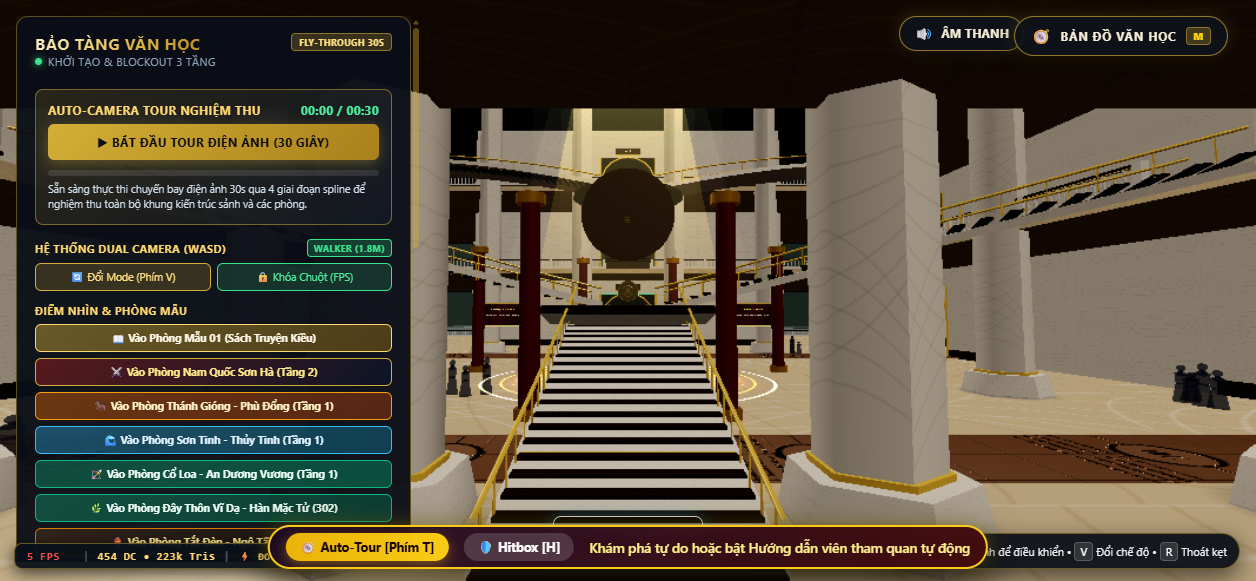 BẢO TÀNG VĂN HỌC
FLY-THROUGH 30S
KHỞI TẠO & BLOCKOUT 3 TẦNG
AUTO-CAMERA TOUR NGHIỆM THU
00:00 / 00:30
▶ BẮT ĐẦU TOUR ĐIỆN ẢNH (30 GIÂY)
Sẵn sàng thực thi chuyến bay điện ảnh 30s qua 4 giai đoạn spline để
nghiệm thu toàn bộ khung kiến trúc sảnh và các phòng.
HỆ THỐNG DUAL CAMERA (WASD)
WALKER (1.8M)
Đổi Mode (Phím V)
Khóa Chuột (FPS)
ĐIỂM NHÌN & PHÒNG MẪU
Vào Phòng Mẫu 01 (Sách Truyện Kiều)
Vào Phòng Nam Quốc Sơn Hà (Tầng 2)
Vào Phòng Thánh Gióng - Phù Đổng (Tầng 1)
Vào Phòng Sơn Tinh - Thủy Tinh (Tầng 1)
Vào Phòng Cổ Loa - An Dương Vương (Tầng 1)
Vào Phòng Đây Thôn Vĩ Dạ - Hàn Mặc Tử (302)
Vào Phòng Tắt Đèn - Ngô
5 FPS | 454 DC • 223k Tris |
ÂM THANH
BẢN ĐỒ VĂN HỌC M
Auto-Tour [Phím T]
Hitbox [H]
Khám phá tự do hoặc bật Hướng dẫn viên tham quan tự động
để điều khiển • V Đổi chế độ • R Thoát kẹt